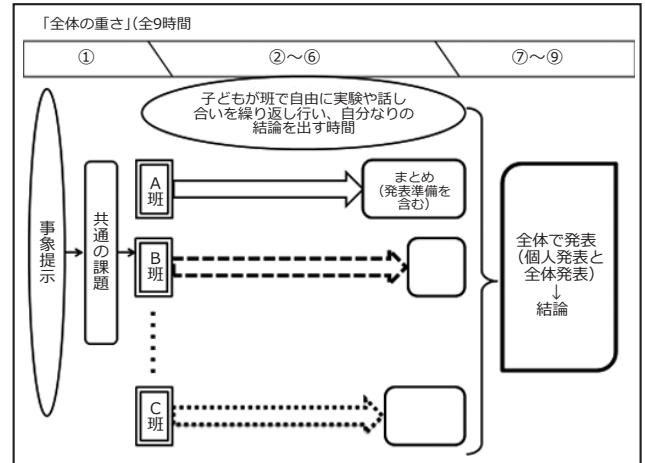 「全体の重さ」(全9時間
①
②～⑥
⑦～⑨
子どもが班で自由に実験や話し
合いを繰り返し行い、自分なりの
結論を出す時間
事象提示
共通の課題
A
班
まとめ
(発表準備を
含む)
B
班
C
班
全体で発表
(個人発表と
全体発表)
↓
結論